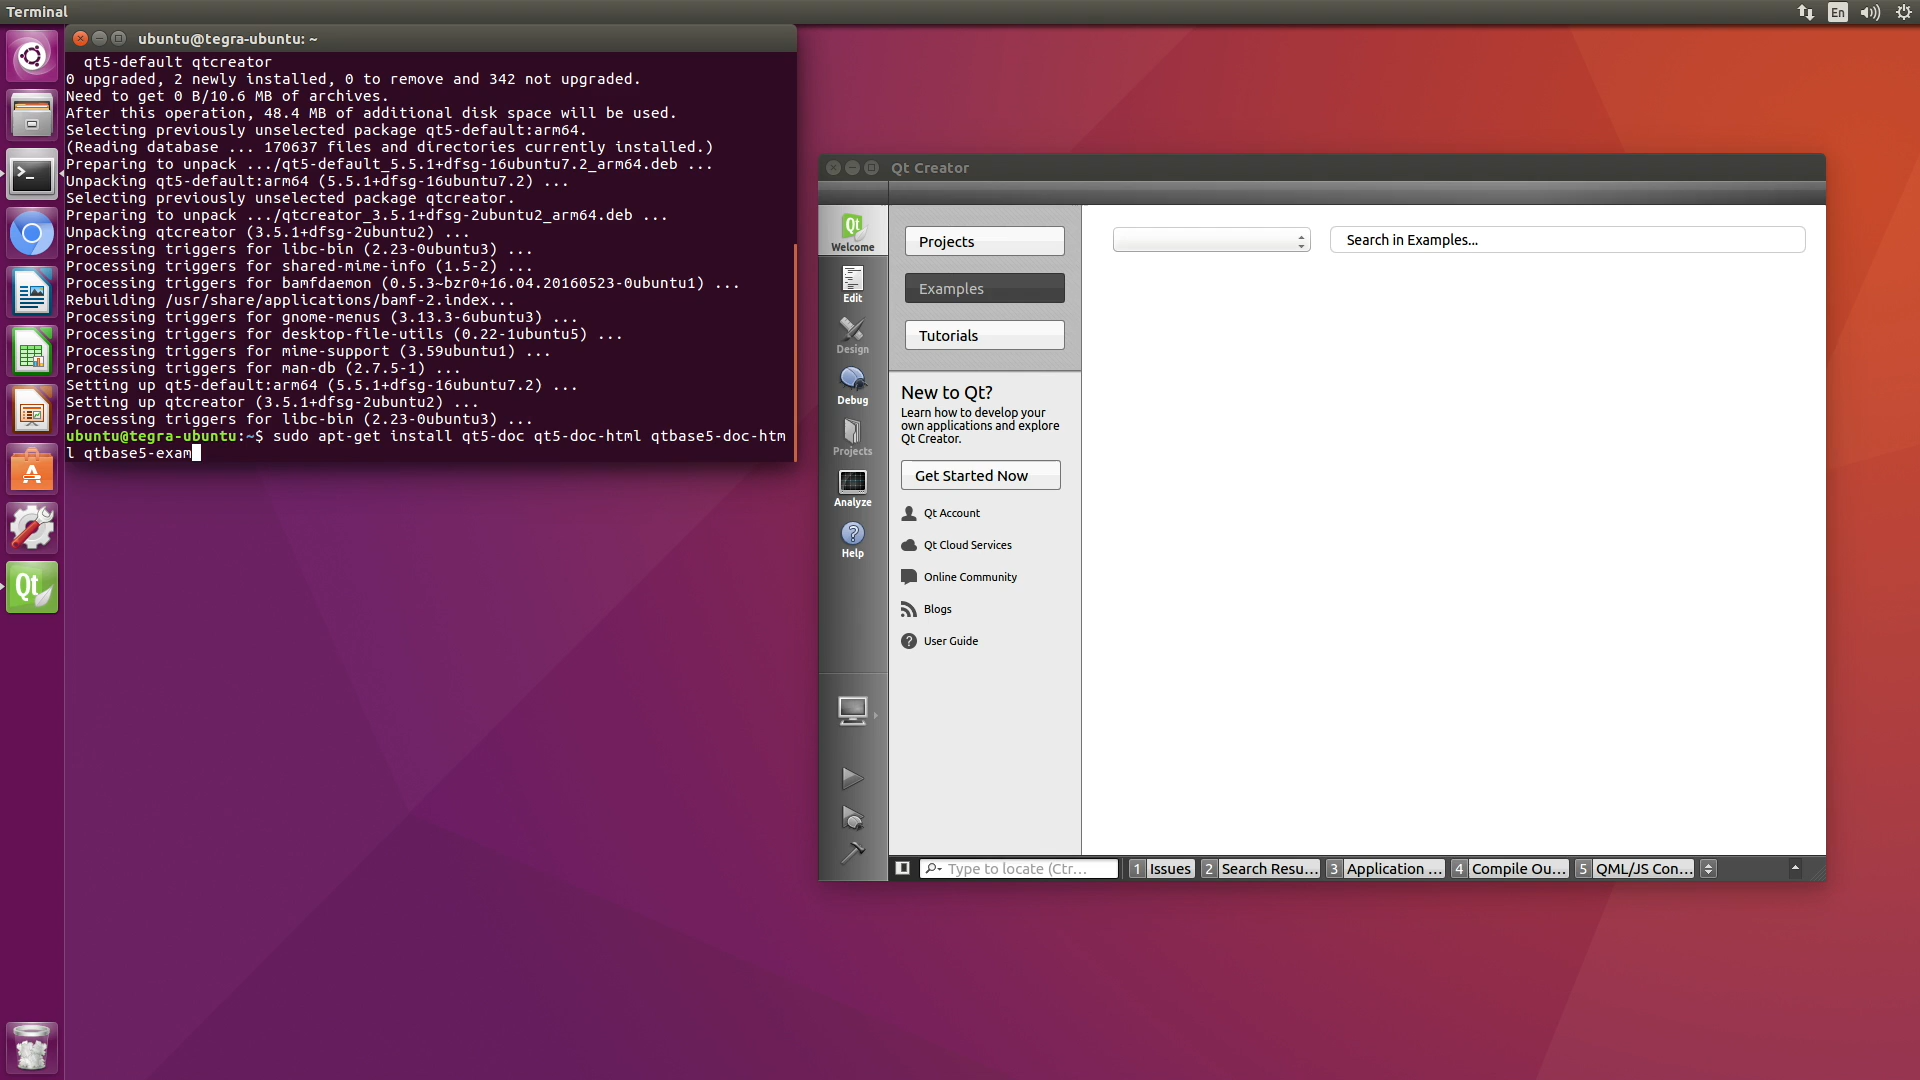 Terminal
En
ubuntu@tegra-ubuntu: ~
qt5-default qtcreator
0 upgraded, 2 newly installed, 0 to remove and 342 not upgraded.
Need to get 0 B/10.6 MB of archives.
After this operation, 48.4 MB of additional disk space will be used.
Selecting previously unselected package qt5-default:arm64.
(Reading database ... 170637 files and directories currently installed.)
Preparing to unpack .../qt5-default_5.5.1+dfsg-16ubuntu7.2_arm64.deb ...
Unpacking qt5-default:arm64 (5.5.1+dfsg-16ubuntu7.2) ...
Selecting previously unselected package qtcreator.
Preparing to unpack .../qtcreator_3.5.1+dfsg-2ubuntu2_arm64.deb ...
Unpacking qtcreator (3.5.1+dfsg-2ubuntu2) ...
Processing triggers for libc-bin (2.23-0ubuntu3) ...
Processing triggers for shared-mime-info (1.5-2) ...
Processing triggers for bamfdaemon (0.5.3~bzr0+16.04.20160523-0ubuntu1) ...
Rebuilding /usr/share/applications/bamf-2.index...
Processing triggers for gnome-menus (3.13.3-6ubuntu3) ...
Processing triggers for desktop-file-utils (0.22-1ubuntu5) ...
Processing triggers for mime-support (3.59ubuntu1) ...
Processing triggers for man-db (2.7.5-1) ...
Setting up qt5-default:arm64 (5.5.1+dfsg-16ubuntu7.2) ...
Setting up qtcreator (3.5.1+dfsg-2ubuntu2) ...
Processing triggers for libc-bin (2.23-0ubuntu3) ...
ubuntu@tegra-ubuntu:~$ sudo apt-get install qt5-doc qt5-doc-html qtbase5-doc-htm
l qtbase5-exam
Qt
Qt Creator
Qt
Welcome
Edit
Design
Debug
Projects
Analyze
Help
Projects
Examples
Tutorials
New to Qt?
Learn how to develop your
own applications and explore
Qt Creator.
Get Started Now
Qt Account
Qt Cloud Services
Online Community
Blogs
User Guide
Search in Examples...
Type to locate (Ctr...
1 Issues
2 Search Resu...
3 Application ...
4 Compile Ou...
5 QML/JS Con...